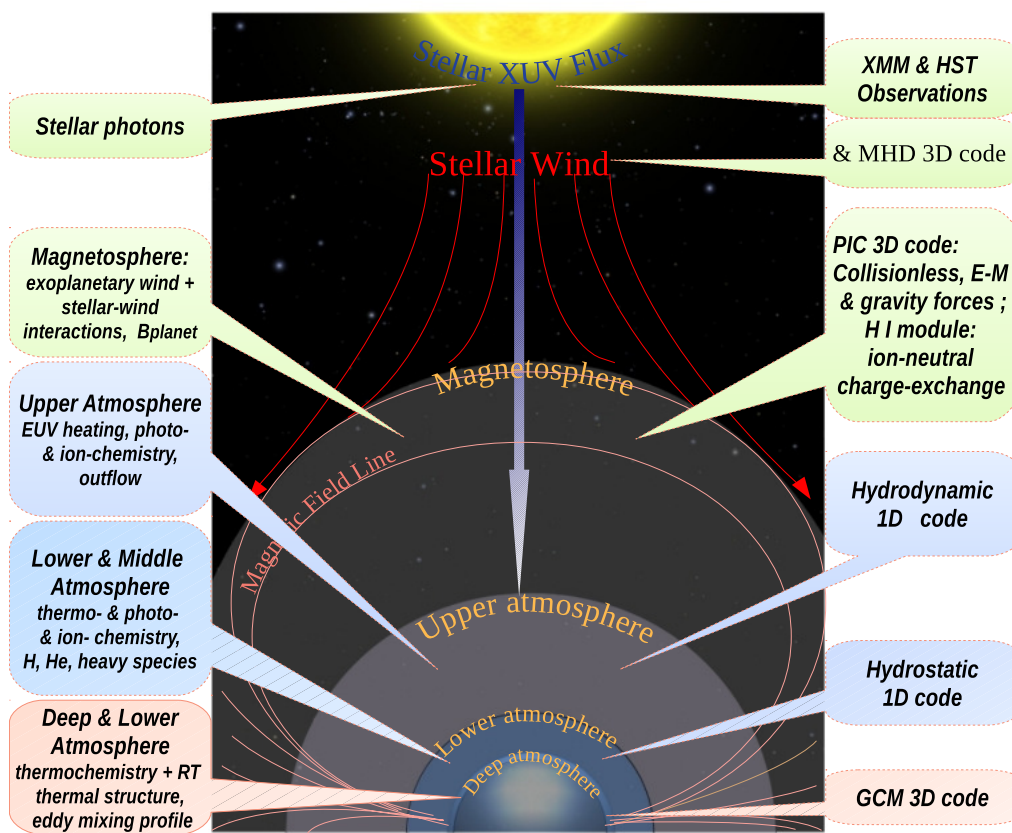 Stellar XUV Flux
Stellar Wind
Magnetosphere
Magnetic Field Line
Upper atmosphere
Lower atmosphere
Deep atmosphere
Stellar photons
Magnetosphere:
exoplanetary wind +
stellar-wind
interactions, Bplanet
Upper Atmosphere
EUV heating, photo-
& ion-chemistry,
outflow
Lower & Middle
Atmosphere
thermo- & photo-
& ion- chemistry,
H, He, heavy species
Deep & Lower
Atmosphere
thermochemistry + RT
thermal structure,
eddy mixing profile
XMM & HST
Observations
& MHD 3D code
PIC 3D code:
Collisionless, E-M
& gravity forces ;
H I module:
ion-neutral
charge-exchange
Hydrodynamic
1D code
Hydrostatic
1D code
GCM 3D code